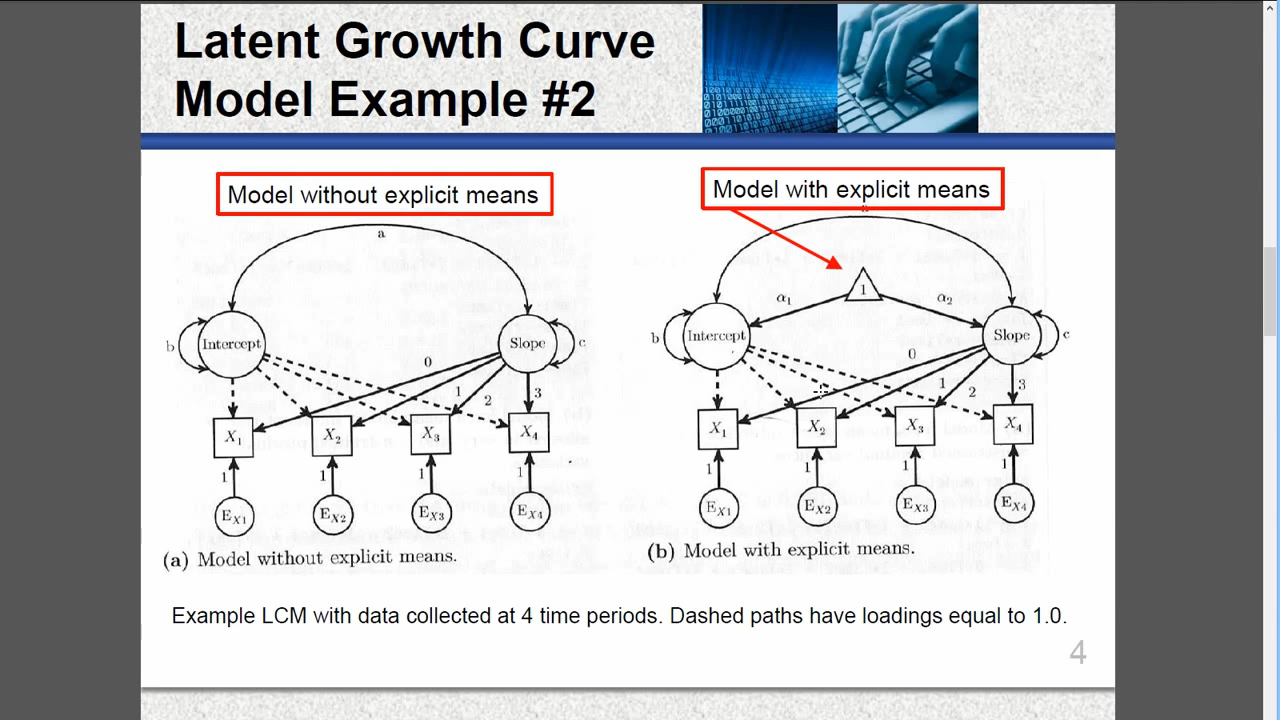 Latent Growth Curve
Model Example #2
Model without explicit means
a
b
Intercept
Slope
c
0
1
2
3
X1
X2
X3
X4
1
1
1
1
EX1
EX2
EX3
EX4
(a) Model without explicit means.
Model with explicit means
1
α1
α2
b
Intercept
Slope
c
0
1
2
3
X1
X2
X3
X4
1
1
1
1
EX1
EX2
EX3
EX4
(b) Model with explicit means.
Example LCM with data collected at 4 time periods. Dashed paths have loadings equal to 1.0.
4